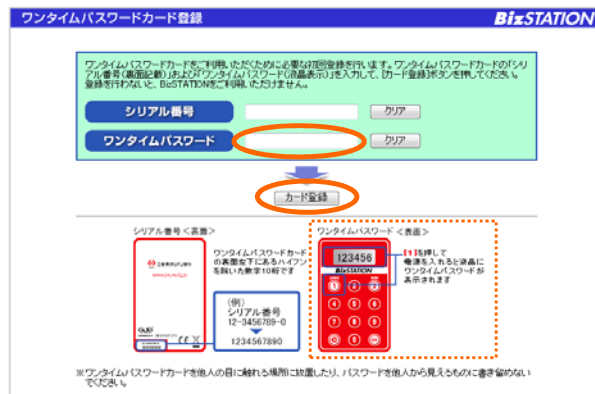 ワンタイムパスワードカード登録
BizSTATION
ワンタイムパスワードカードをご利用いただくために必要な初回登録を行います。ワンタイムパスワードカードの「シリ
アル番号(裏面記載)」および「ワンタイムパスワード(液晶表示)」を入力して、[カード登録]ボタンを押してください。
登録を行わないと、BizSTATIONをご利用いただけません。
シリアル番号
クリア
ワンタイムパスワード
クリア
カード登録
シリアル番号<裏面>
ワンタイムパスワードカード
の裏面左下にあるハイフン
を除いた数字10桁です
(例)
シリアル番号
12-3456789-0
1234567890
ワンタイムパスワード<表面>
123456
BizSTATION
1
2
3
4
5
6
7
8
9
0
[1]を押して
電源を入れると液晶に
ワンタイムパスワードが
表示されます
※ワンタイムパスワードカードを他人の目に触れる場所に放置したり、パスワードを他人から見えるものに書き留めない
でください。